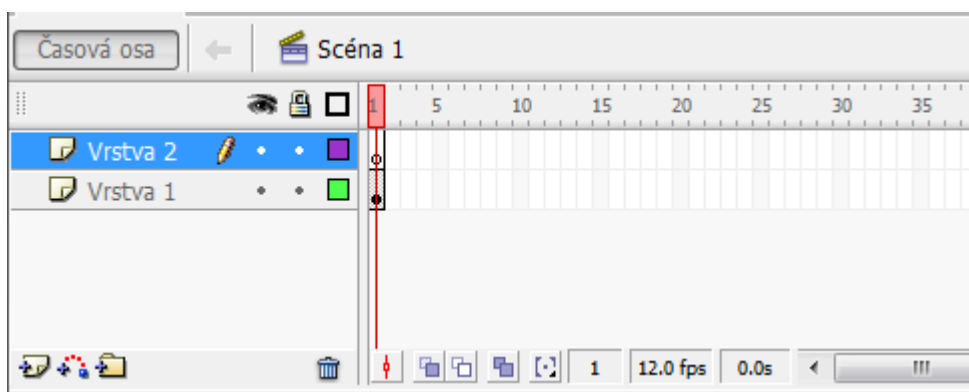 Časová osa Scéna 1
1 5 10 15 20 25 30 35
Vrstva 2
Vrstva 1
1 12.0 fps 0.0s